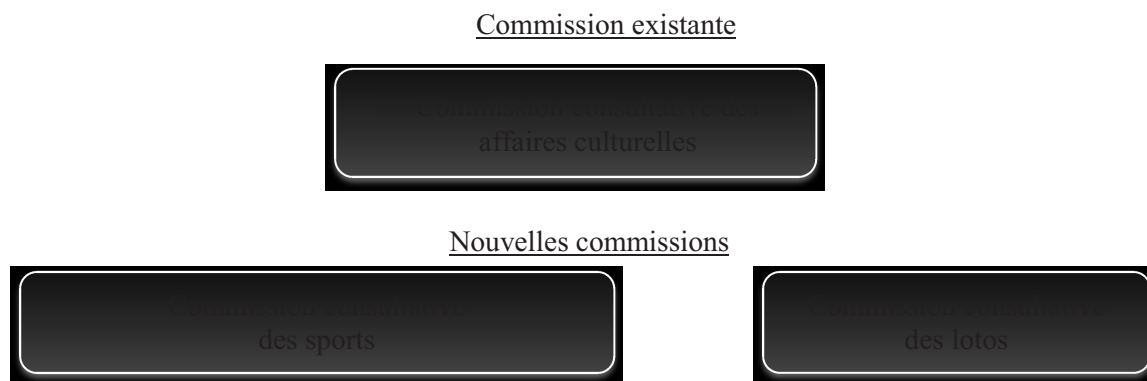 Commission existante
Commission consultative des
affaires culturelles
Nouvelles commissions
Commission consultative
des sports
Commission consultative
des lotos